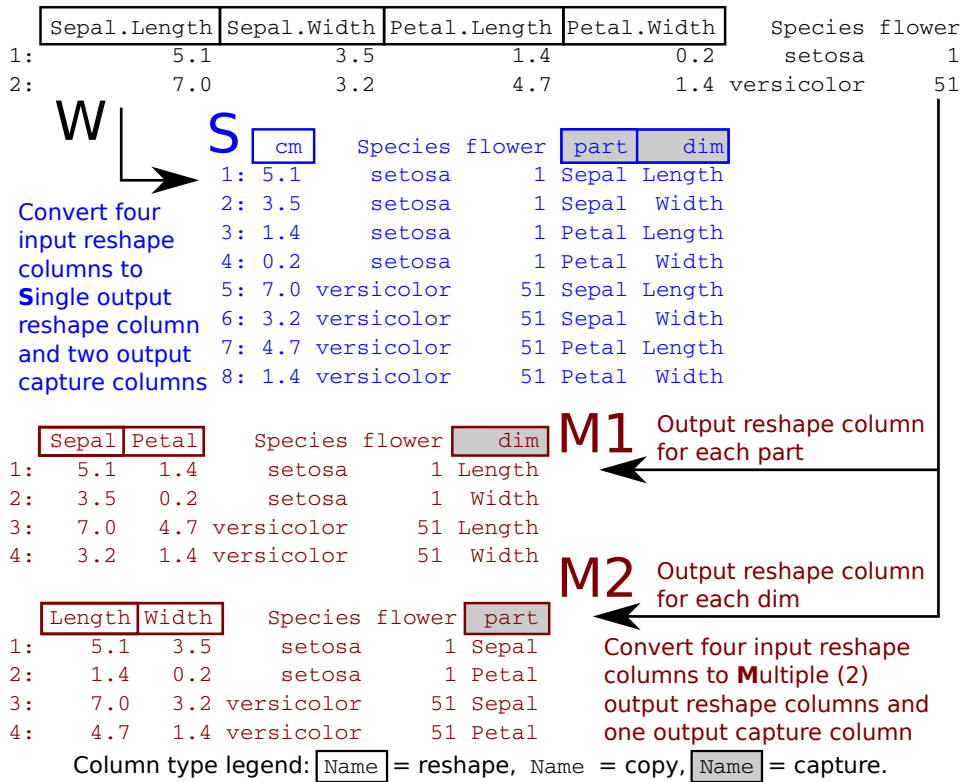 Sepal.Length Sepal.Width Petal.Length Petal.Width Species flower
1: 5.1 3.5 1.4 0.2 setosa 1
2: 7.0 3.2 4.7 1.4 versicolor 51
W
S
cm Species flower part dim
1: 5.1 setosa 1 Sepal Length
2: 3.5 setosa 1 Sepal Width
3: 1.4 setosa 1 Petal Length
4: 0.2 setosa 1 Petal Width
5: 7.0 versicolor 51 Sepal Length
6: 3.2 versicolor 51 Sepal Width
7: 4.7 versicolor 51 Petal Length
8: 1.4 versicolor 51 Petal Width
Convert four
input reshape
columns to
Single output
reshape column
and two output
capture columns
Sepal Petal Species flower dim
1: 5.1 1.4 setosa 1 Length
2: 3.5 0.2 setosa 1 Width
3: 7.0 4.7 versicolor 51 Length
4: 3.2 1.4 versicolor 51 Width
M1
Output reshape column
for each part
M2
Output reshape column
for each dim
Length Width Species flower part
1: 5.1 3.5 setosa 1 Sepal
2: 1.4 0.2 setosa 1 Petal
3: 7.0 3.2 versicolor 51 Sepal
4: 4.7 1.4 versicolor 51 Petal
Convert four input reshape
columns to Multiple (2)
output reshape columns and
one output capture column
Column type legend: Name = reshape, Name = copy, Name = capture.